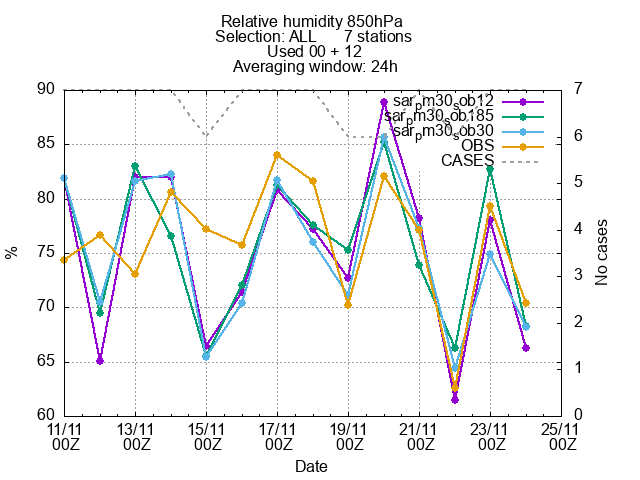 Relative humidity 850hPa
Selection: ALL 7 stations
Used 00 + 12
Averaging window: 24h
90 7
sarpm30sob12
sarpm30sob185
sarpm30sob30
OBS
CASES
85 6
80 5
75 4
70 3
65 2
60 1
0
%
No cases
11/11 13/11 15/11 17/11 19/11 21/11 23/11 25/11
00Z 00Z 00Z 00Z 00Z 00Z 00Z 00Z
Date